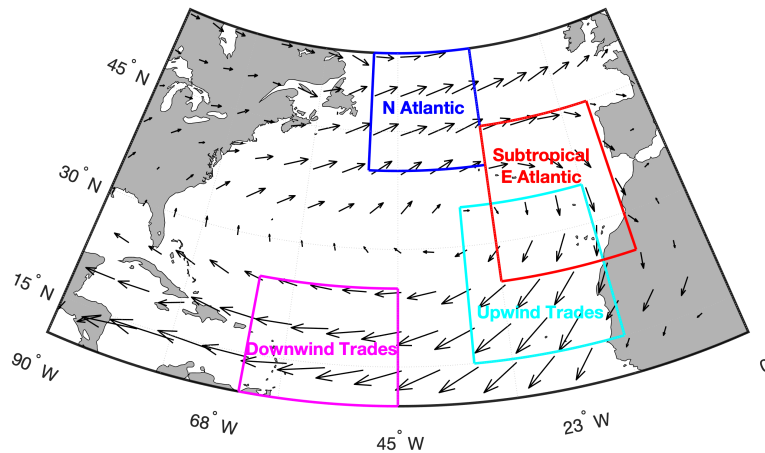 45° N
N Atlantic
Subtropical
E-Atlantic
30° N
15° N
Upwind Trades
Downwind Trades
90° W
68° W
45° W
23° W